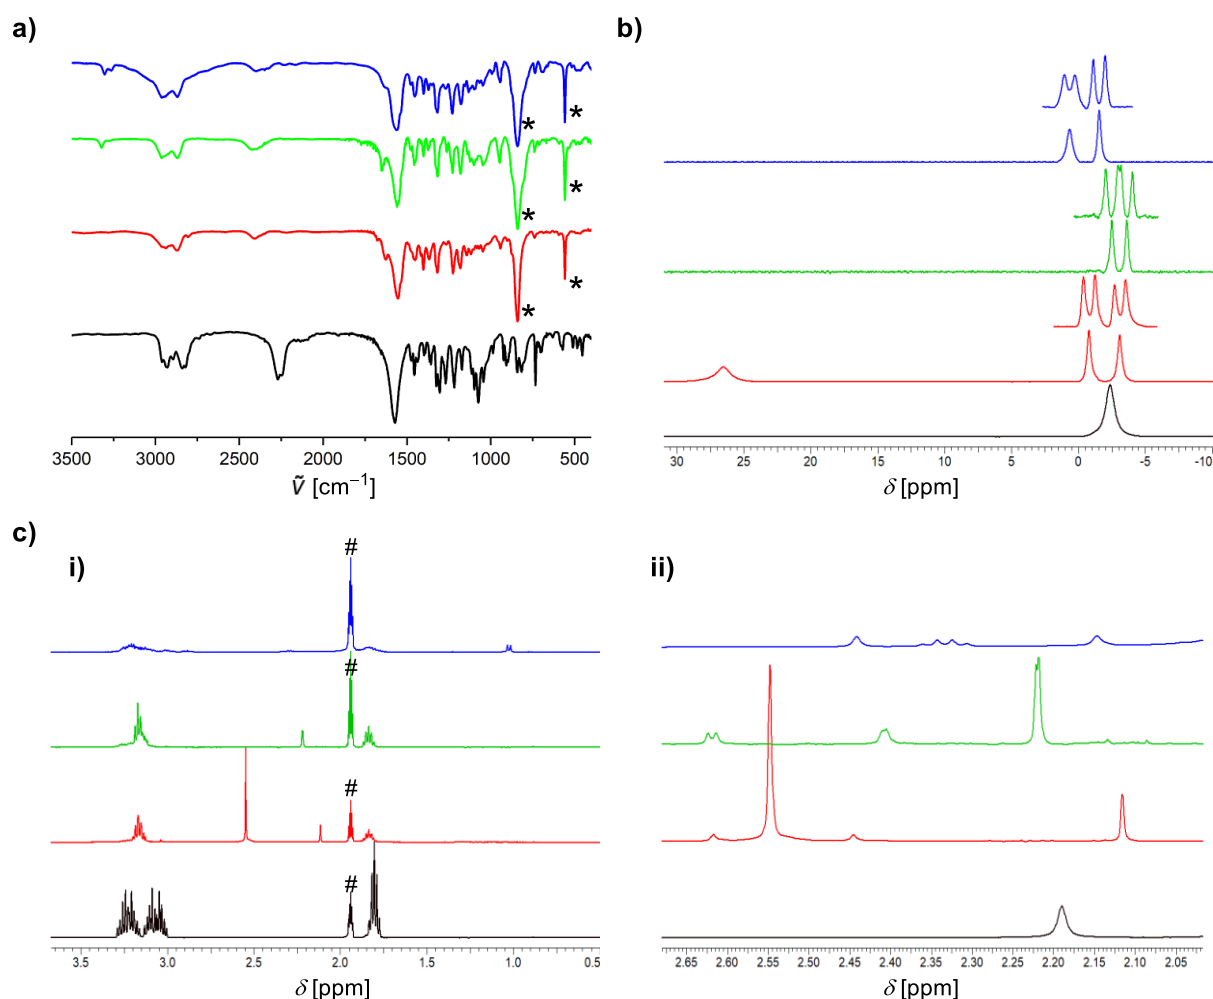 a)
b)
*
*
*
*
*
*
3500 3000 2500 2000 1500 1000 500
ṽ [cm−1]
30 25 20 15 10 5 0 -5 -10
δ [ppm]
c)
i)
ii)
#
#
#
#
3.5 3.0 2.5 2.0 1.5 1.0 0.5
δ [ppm]
2.65 2.60 2.55 2.50 2.45 2.40 2.35 2.30 2.25 2.20 2.15 2.10 2.05
δ [ppm]